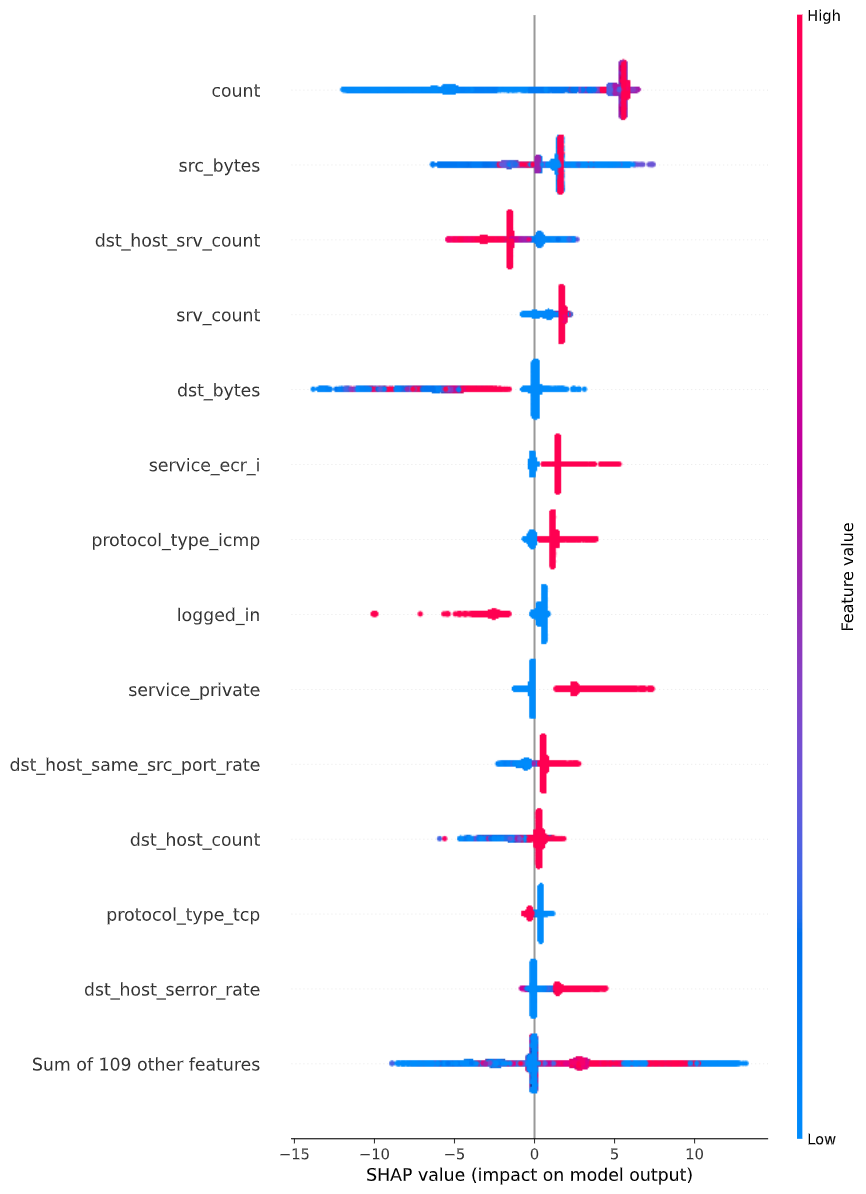 High
count
src_bytes
dst_host_srv_count
srv_count
dst_bytes
service_ecr_i
protocol_type_icmp
logged_in
service_private
dst_host_same_src_port_rate
dst_host_count
protocol_type_tcp
dst_host_serror_rate
Sum of 109 other features
Feature value
Low
−15 −10 −5 0 5 10
SHAP value (impact on model output)